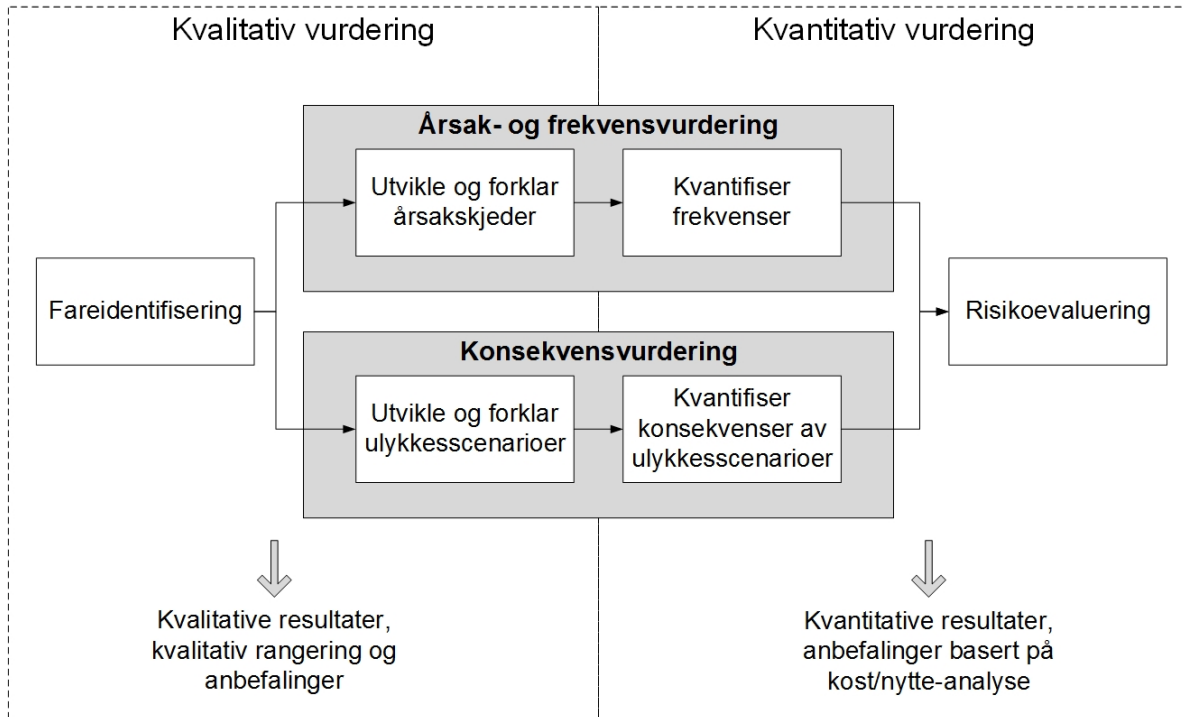 Kvalitativ vurdering
Kvantitativ vurdering
Årsak- og frekvensvurdering
Utvikle og forklar
årsakskjeder
Kvantifiser
frekvenser
Fareidentifisering
Risikoevaluering
Konsekvensvurdering
Utvikle og forklar
ulykkesscenarioer
Kvantifiser
konsekvenser av
ulykkesscenarioer
Kvalitative resultater,
kvalitativ rangering og
anbefalinger
Kvantitative resultater,
anbefalinger basert på
kost/nytte-analyse